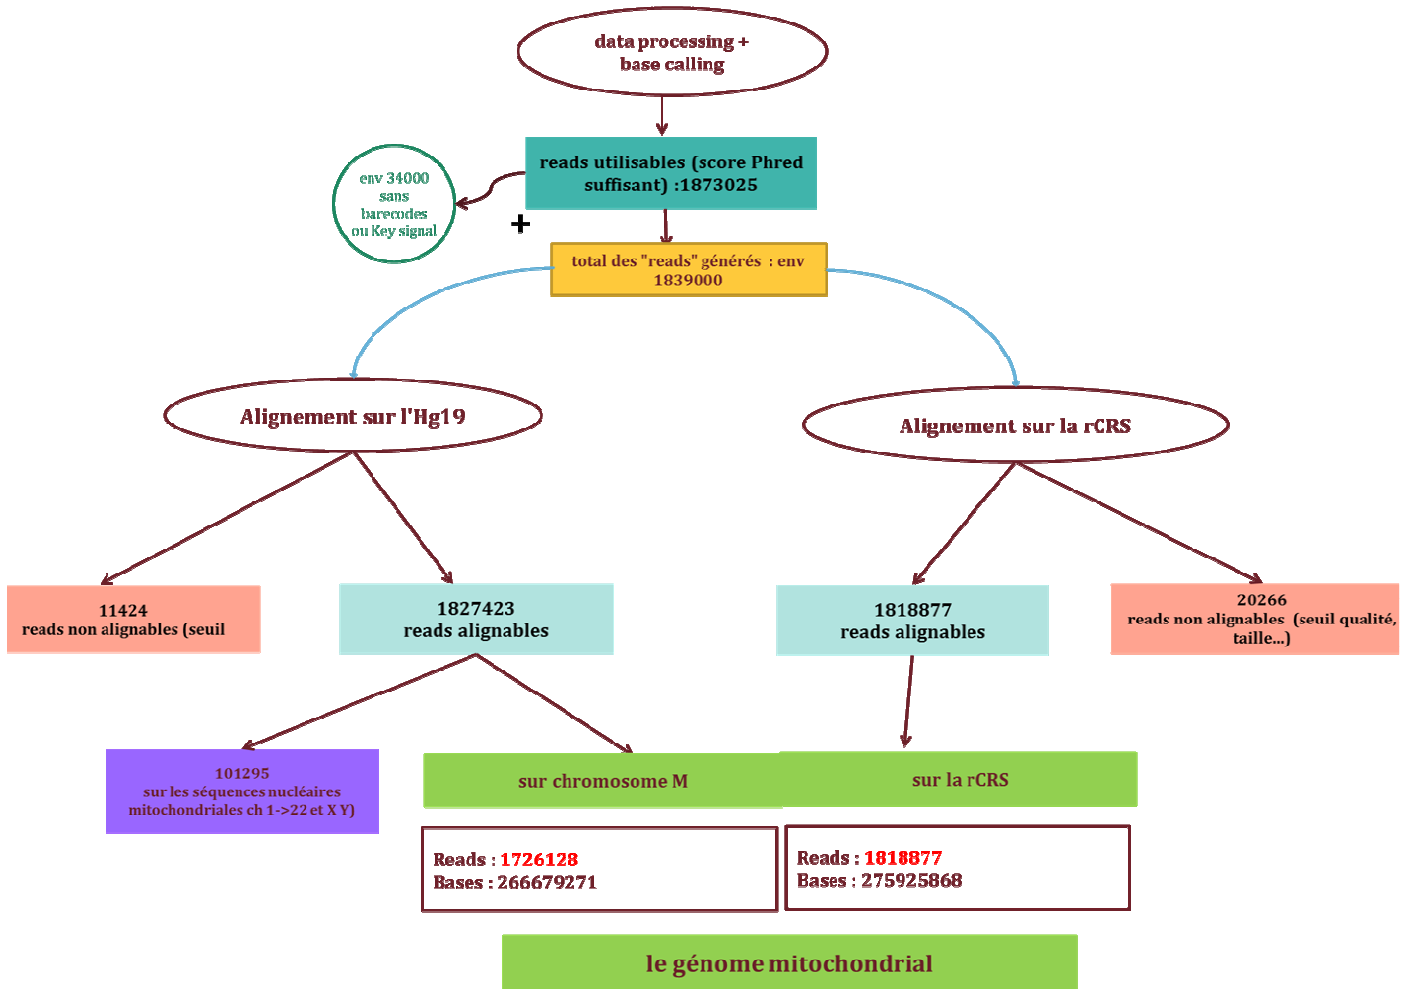 data processing +
base calling
reads utilisables (score Phred
suffisant) :1873025
env 34000
sans
barecodes
ou Key signal
+
total des "reads" générés : env
1839000
Alignement sur l'Hg19
Alignement sur la rCRS
11424
reads non alignables (seuil
1827423
reads alignables
1818877
reads alignables
20266
reads non alignables (seuil qualité,
taille...)
101295
sur les séquences nucléaires
mitochondriales ch 1->22 et X Y)
sur chromosome M
sur la rCRS
Reads : 1726128
Bases : 266679271
Reads : 1818877
Bases : 275925868
le génome mitochondrial